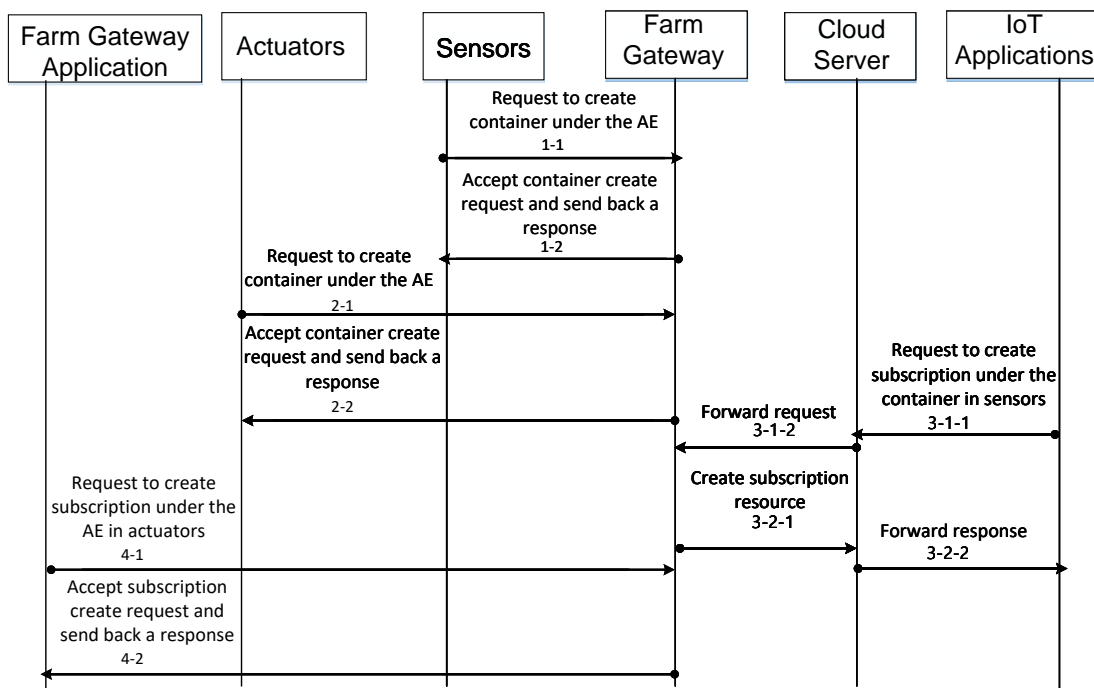 Farm Gateway
Application
Actuators
Sensors
Farm
Gateway
Cloud
Server
IoT
Applications
Request to create
container under the AE
1-1
Accept container create
request and send back a
response
1-2
Request to create
container under the AE
2-1
Accept container create
request and send back a
response
2-2
Request to create
subscription under the
container in sensors
3-1-1
Forward request
3-1-2
Create subscription
resource
3-2-1
Forward response
3-2-2
Request to create
subscription under the
AE in actuators
4-1
Accept subscription
create request and
send back a response
4-2